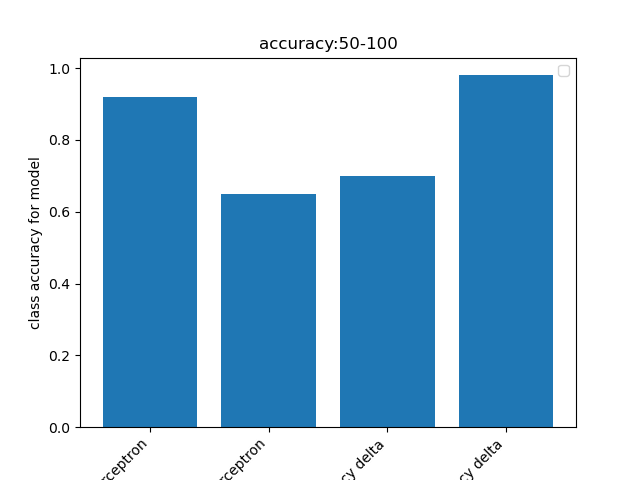 accuracy:50-100
class accuracy for model
1.0
0.8
0.6
0.4
0.2
0.0
rceptron
rceptron
cy delta
cy delta